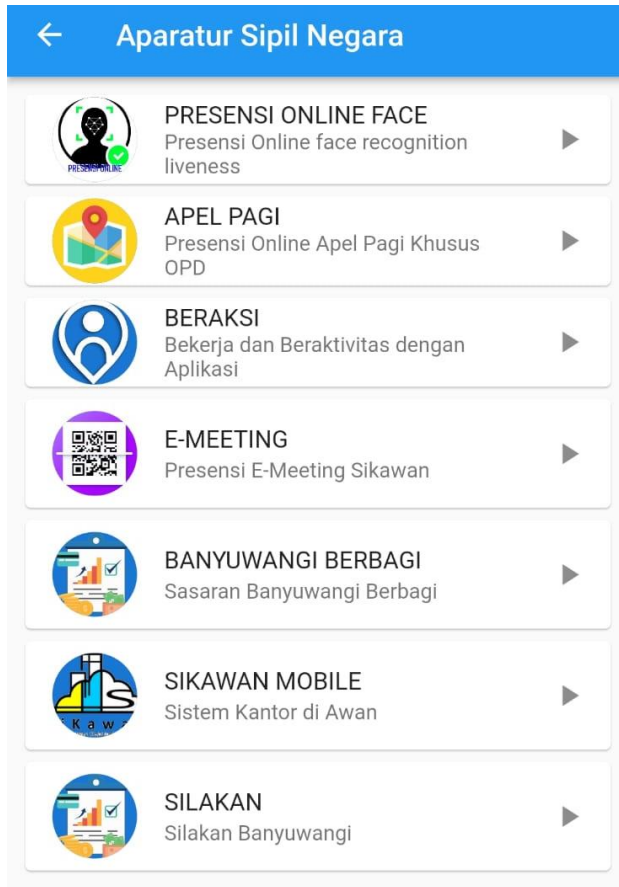 Aparatur Sipil Negara
PRESENSI ONLINE FACE
Presensi Online face recognition
liveness
PRESENSI ONLINE
APEL PAGI
Presensi Online Apel Pagi Khusus
OPD
BERAKSI
Bekerja dan Beraktivitas dengan
Aplikasi
E-MEETING
Presensi E-Meeting Sikawan
BANYUWANGI BERBAGI
Sasaran Banyuwangi Berbagi
SIKAWAN MOBILE
Sistem Kantor di Awan
SILAKAN
Silakan Banyuwangi